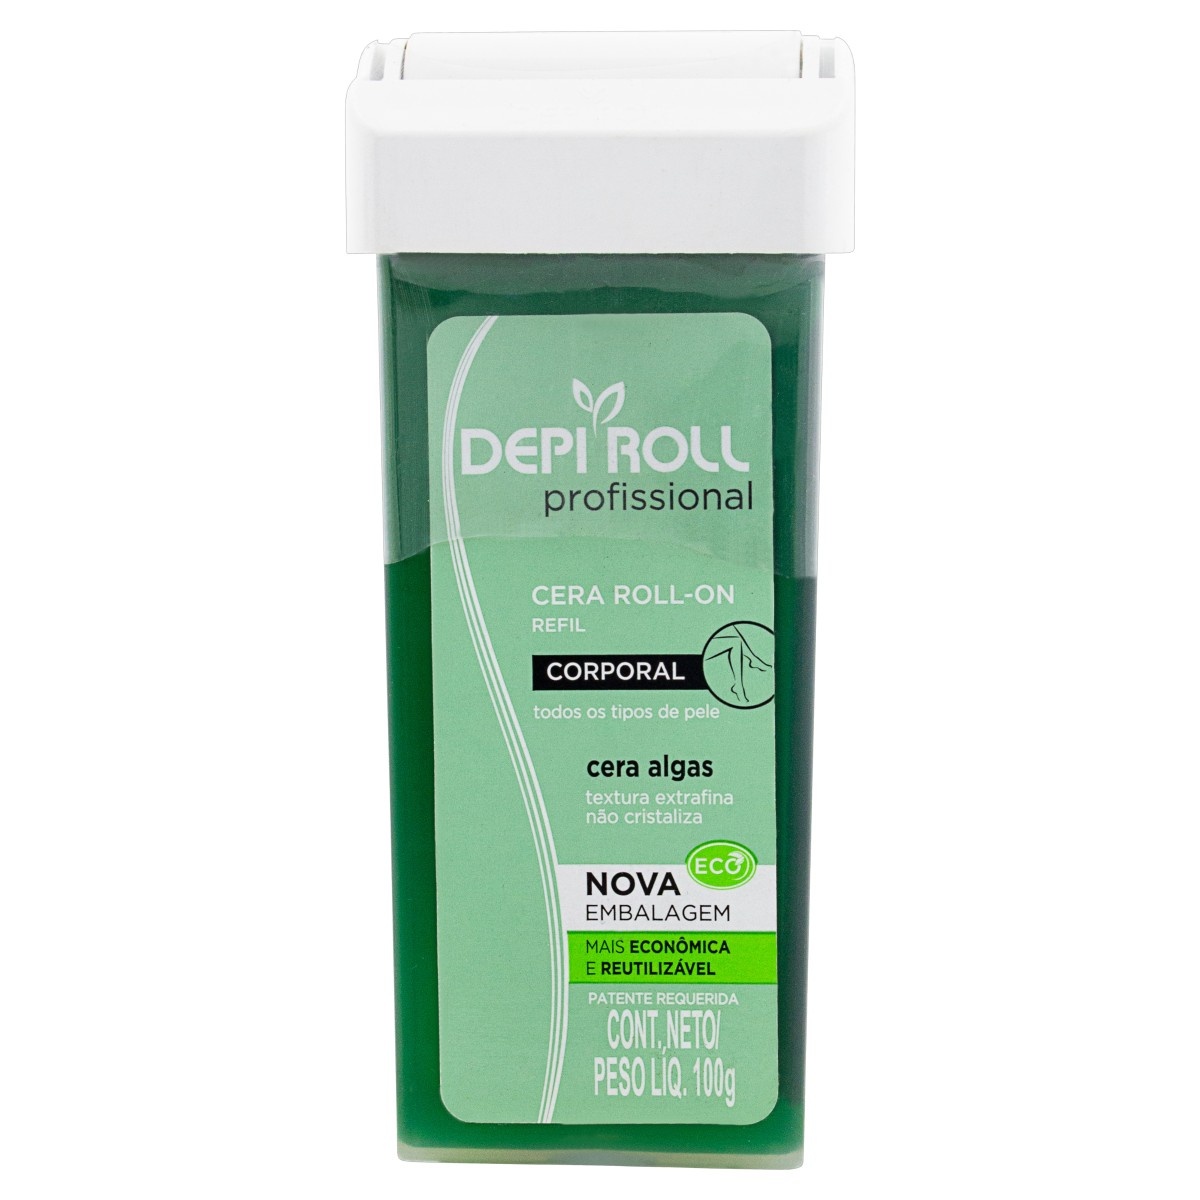 DEPI ROLL
profissional
CERA ROLL-ON
REFIL
CORPORAL
todos os tipos de pele
cera algas
textura extrafina
não cristaliza
ECO
NOVA
EMBALAGEM
MAIS ECONÔMICA
E REUTILIZÁVEL
PATENTE REQUERIDA
CONT. NETO/
PESO LÍQ. 100g